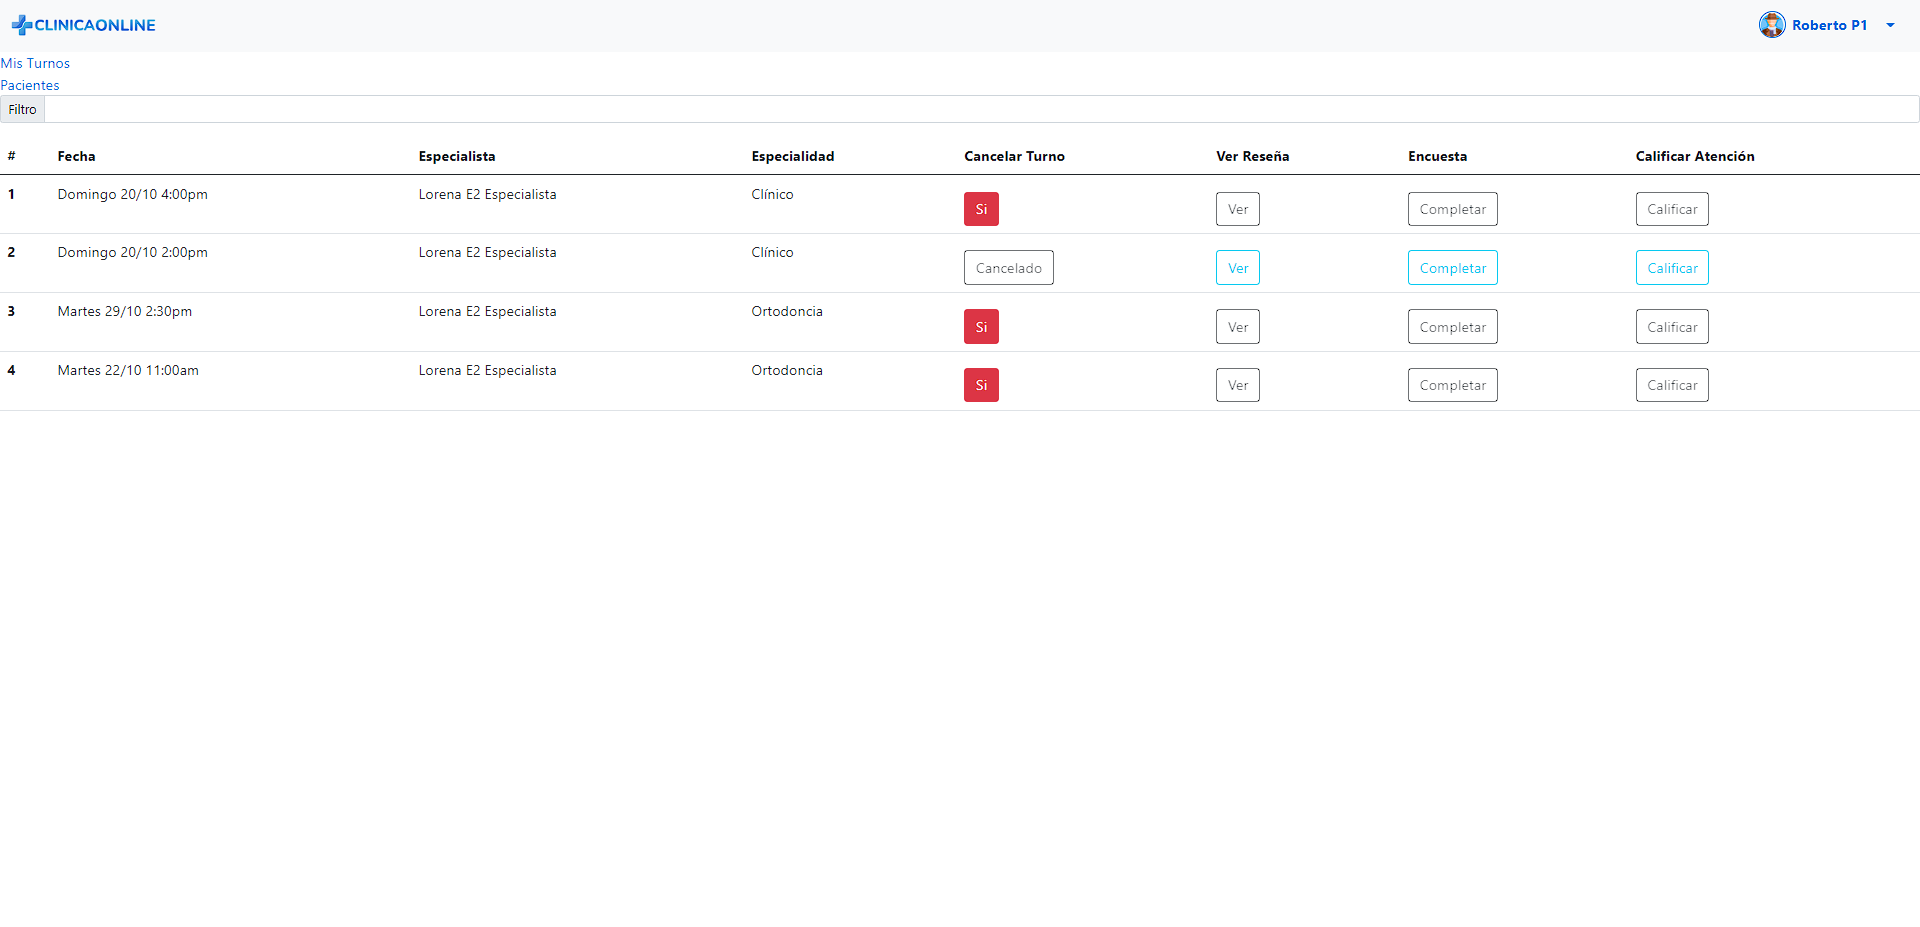 CLINICAONLINE Roberto P1
Mis Turnos
Pacientes
Filtro
# Fecha Especialista Especialidad Cancelar Turno Ver Reseña Encuesta Calificar Atención
1 Domingo 20/10 4:00pm Lorena E2 Especialista Clínico Si Ver Completar Calificar
2 Domingo 20/10 2:00pm Lorena E2 Especialista Clínico Cancelado Ver Completar Calificar
3 Martes 29/10 2:30pm Lorena E2 Especialista Ortodoncia Si Ver Completar Calificar
4 Martes 22/10 11:00am Lorena E2 Especialista Ortodoncia Si Ver Completar Calificar